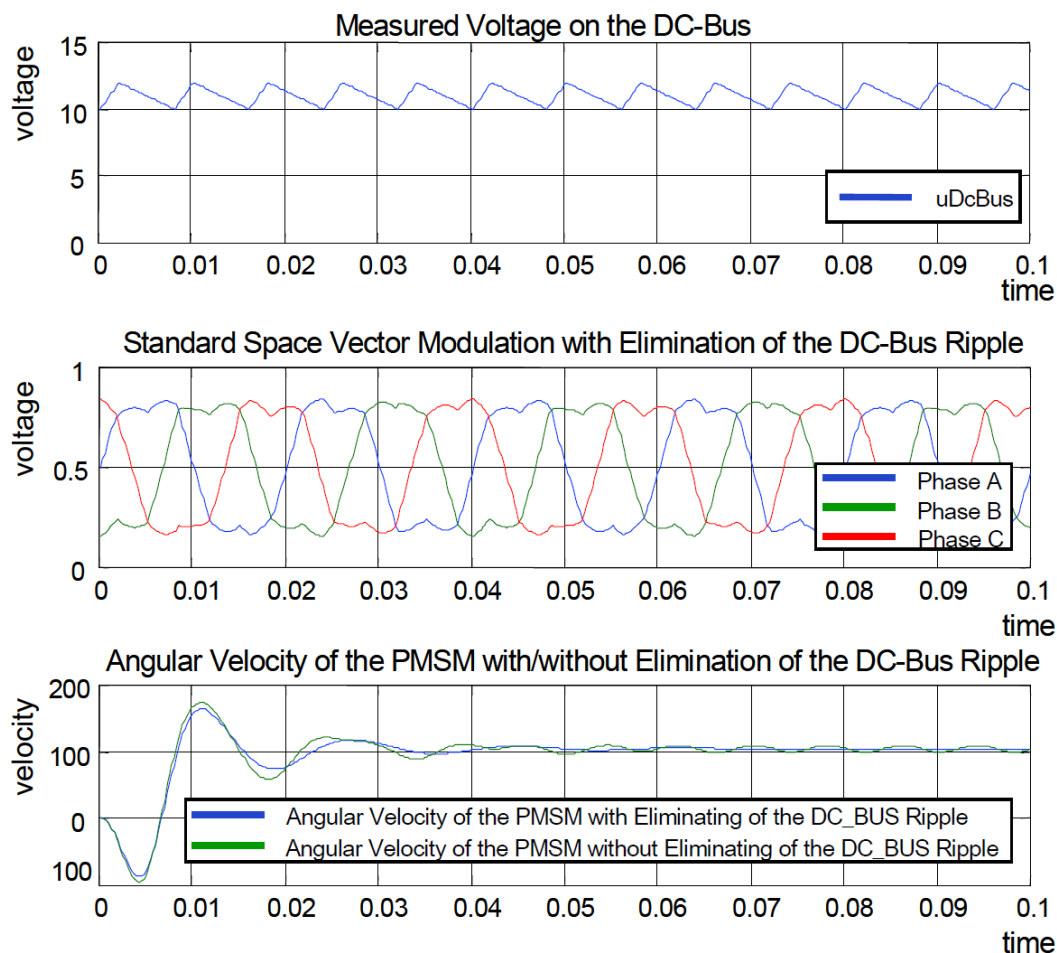 Measured Voltage on the DC-Bus
voltage
15
10
5
0
uDcBus
0 0.01 0.02 0.03 0.04 0.05 0.06 0.07 0.08 0.09 0.1
time
Standard Space Vector Modulation with Elimination of the DC-Bus Ripple
voltage
1
0.5
0
Phase A
Phase B
Phase C
0 0.01 0.02 0.03 0.04 0.05 0.06 0.07 0.08 0.09 0.1
time
Angular Velocity of the PMSM with/without Elimination of the DC-Bus Ripple
velocity
200
100
0
100
Angular Velocity of the PMSM with Eliminating of the DC_BUS Ripple
Angular Velocity of the PMSM without Eliminating of the DC_BUS Ripple
0 0.01 0.02 0.03 0.04 0.05 0.06 0.07 0.08 0.09 0.1
time